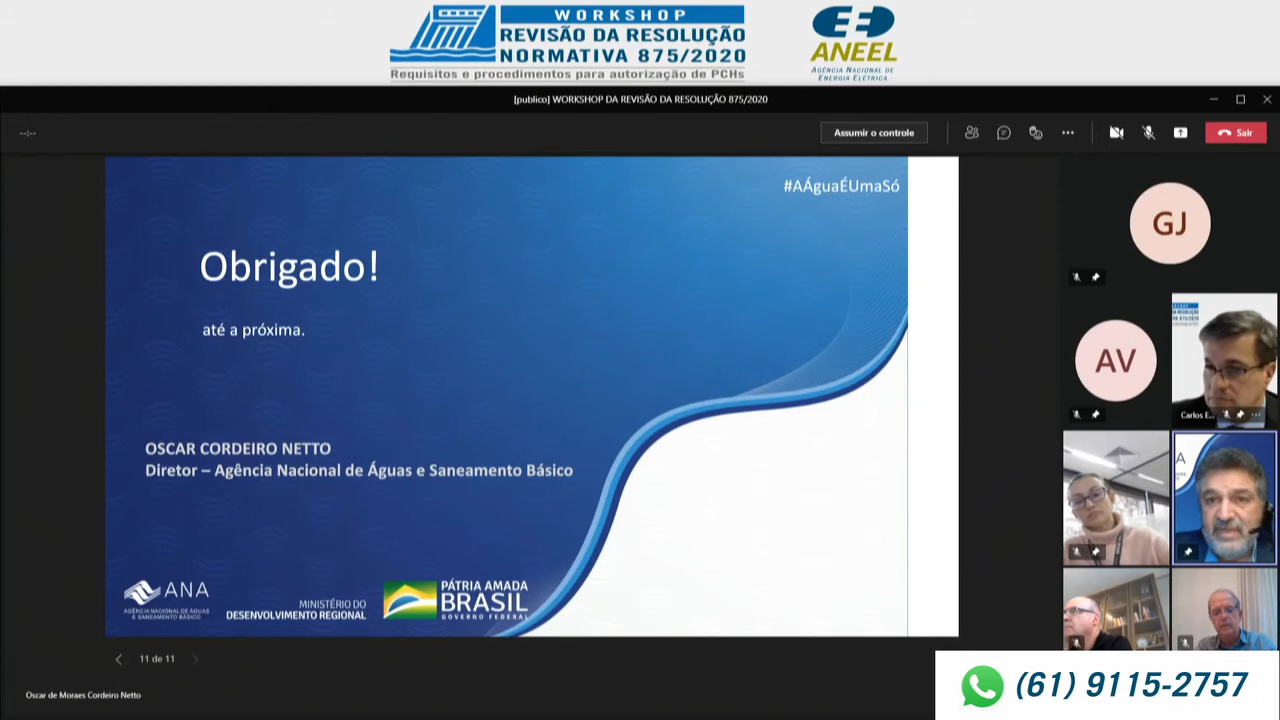 WORKSHOP
REVISÃO DA RESOLUÇÃO
NORMATIVA 875/2020
Requisitos e procedimentos para autorização de PCHs
ANEEL
AGÊNCIA NACIONAL DE
ENERGIA ELÉTRICA
[publico] WORKSHOP DA REVISÃO DA RESOLUÇÃO 875/2020
--:--
Assumir o controle
Sair
#AÁguaÉUmaSó
Obrigado!
até a próxima.
OSCAR CORDEIRO NETTO
Diretor – Agência Nacional de Águas e Saneamento Básico
ANA
AGÊNCIA NACIONAL DE ÁGUAS
E SANEAMENTO BÁSICO
MINISTÉRIO DO
DESENVOLVIMENTO REGIONAL
PÁTRIA AMADA
BRASIL
GOVERNO FEDERAL
GJ
AV
Carlos E...
A
11 de 11
Oscar de Moraes Cordeiro Netto
(61) 9115-2757